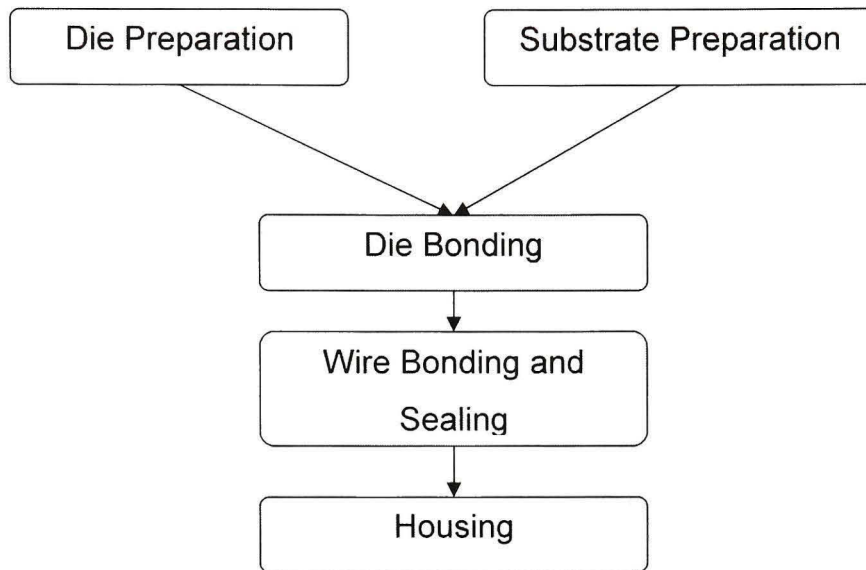 Die Preparation
Substrate Preparation
Die Bonding
Wire Bonding and
Sealing
Housing